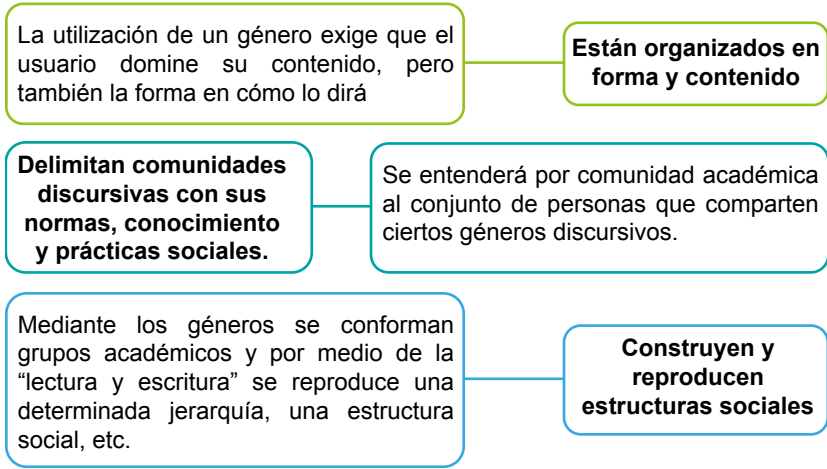 La utilización de un género exige que el
usuario domine su contenido, pero
también la forma en cómo lo dirá
Están organizados en
forma y contenido
Delimitan comunidades
discursivas con sus
normas, conocimiento
y prácticas sociales.
Se entenderá por comunidad académica
al conjunto de personas que comparten
ciertos géneros discursivos.
Mediante los géneros se conforman
grupos académicos y por medio de la
“lectura y escritura” se reproduce una
determinada jerarquía, una estructura
social, etc.
Construyen y
reproducen
estructuras sociales